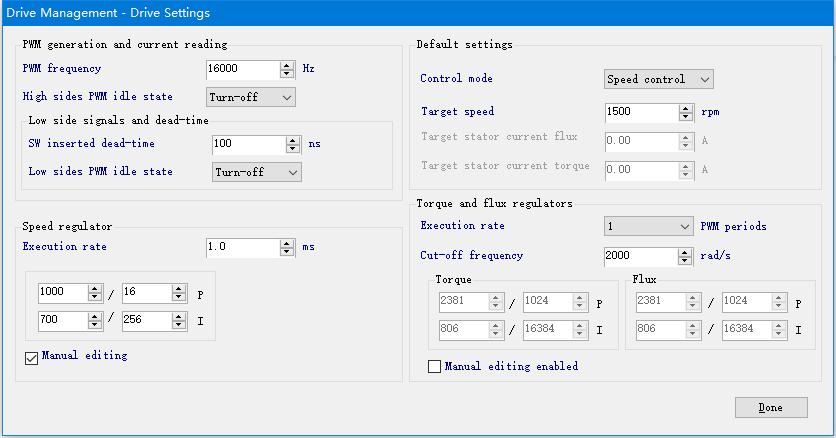 Drive Management - Drive Settings
PWM generation and current reading
PWM frequency 16000 Hz
High sides PWM idle state Turn-off
Low side signals and dead-time
SW inserted dead-time 100 ns
Low sides PWM idle state Turn-off
Default settings
Control mode Speed control
Target speed 1500 rpm
Target stator current flux 0.00 A
Target stator current torque 0.00 A
Speed regulator
Execution rate 1.0 ms
1000 / 16 P
700 / 256 I
Manual editing
Torque and flux regulators
Execution rate 1 PWM periods
Cut-off frequency 2000 rad/s
Torque
2381 / 1024 P
806 / 16384 I
Flux
2381 / 1024 P
806 / 16384 I
Manual editing enabled
Done